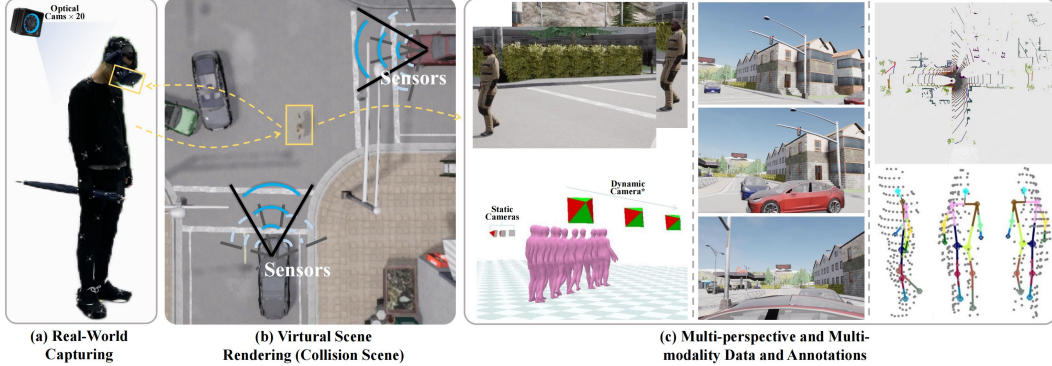 Optical
Cams × 20
Sensors
Sensors
Static
Cameras
Dynamic
Camera*
(a) Real-World
Capturing
(b) Virtural Scene
Rendering (Collision Scene)
(c) Multi-perspective and Multi-
modality Data and Annotations